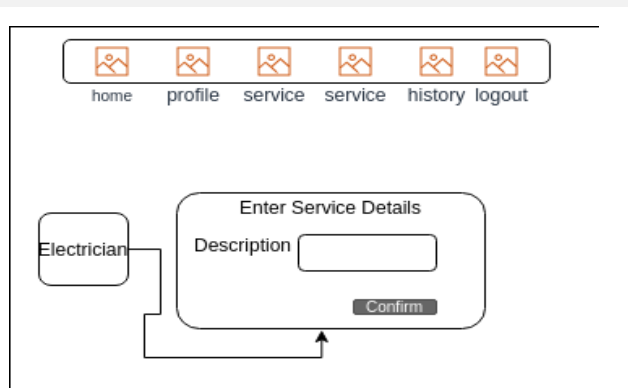 home profile service service history logout
Enter Service Details
Electrician
Description
Confirm